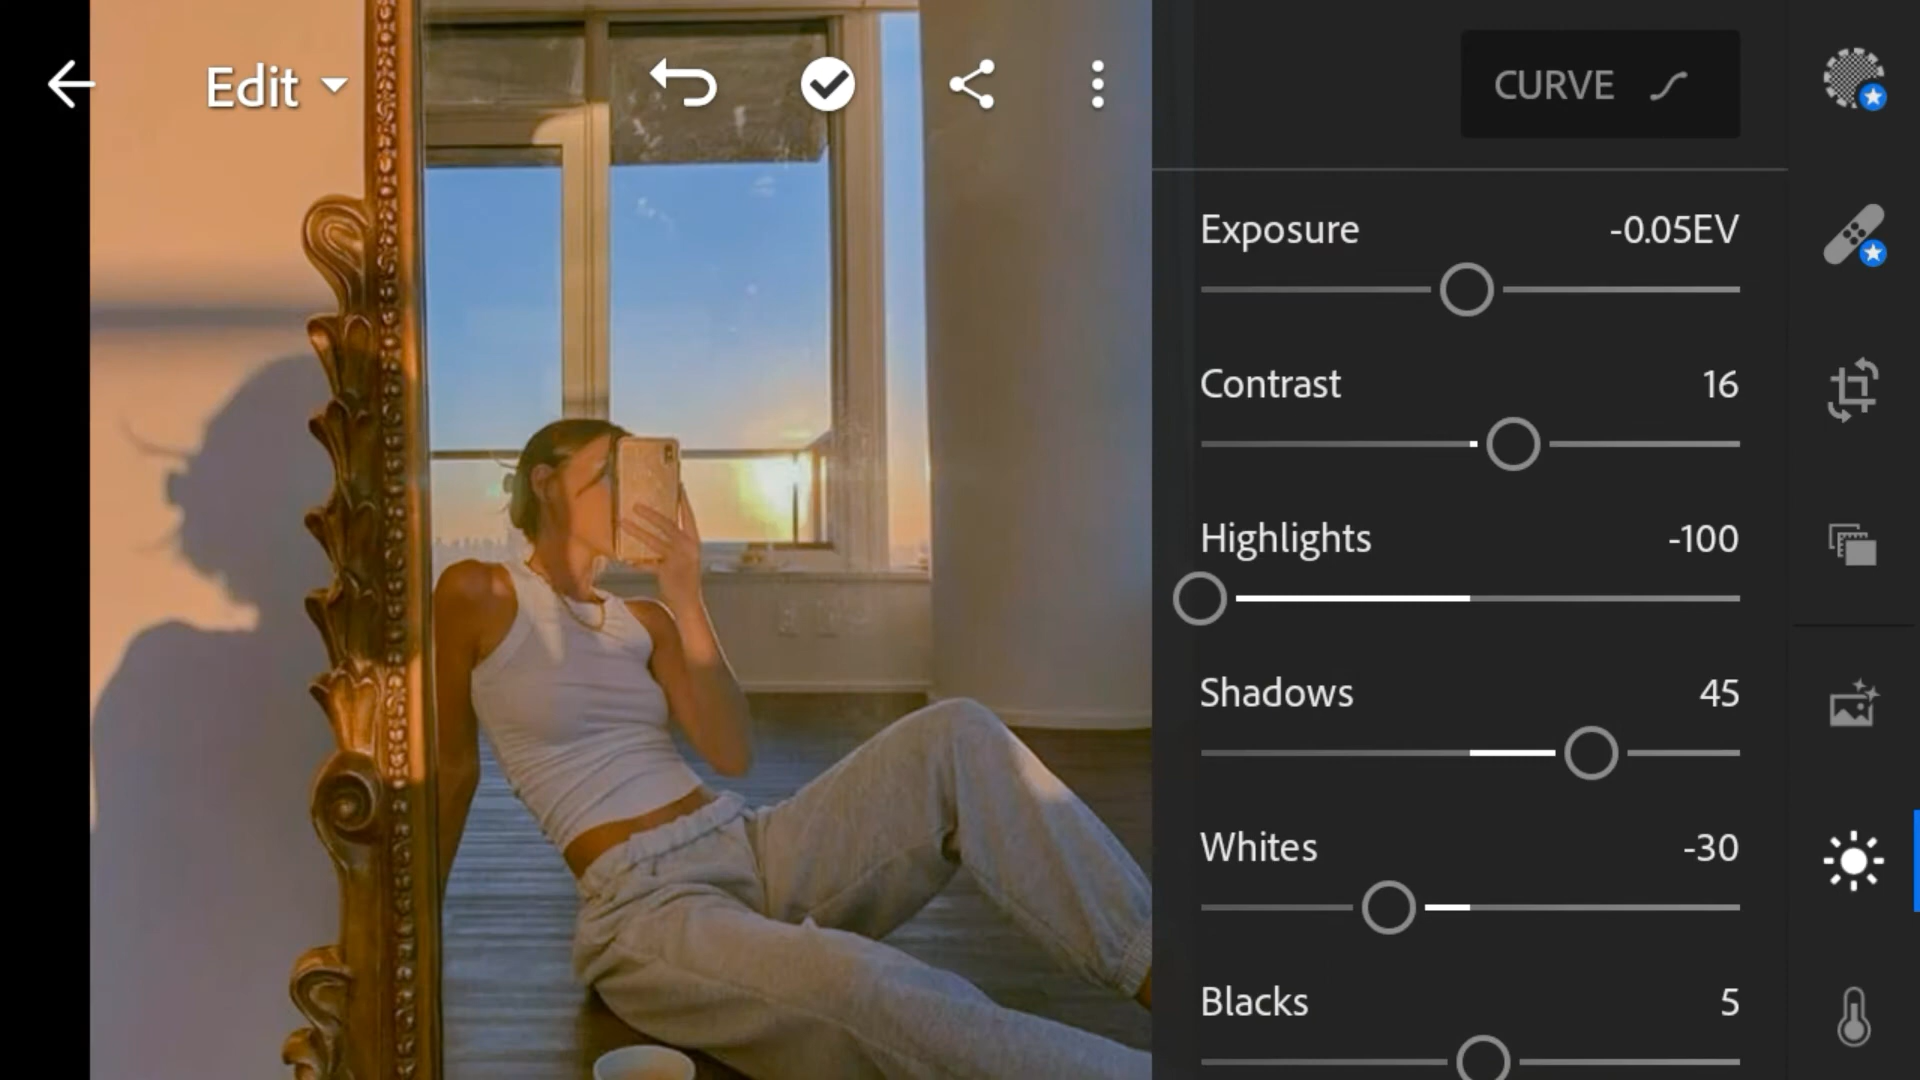 Edit
CURVE
Exposure -0.05EV
Contrast 16
Highlights -100
Shadows 45
Whites -30
Blacks 5